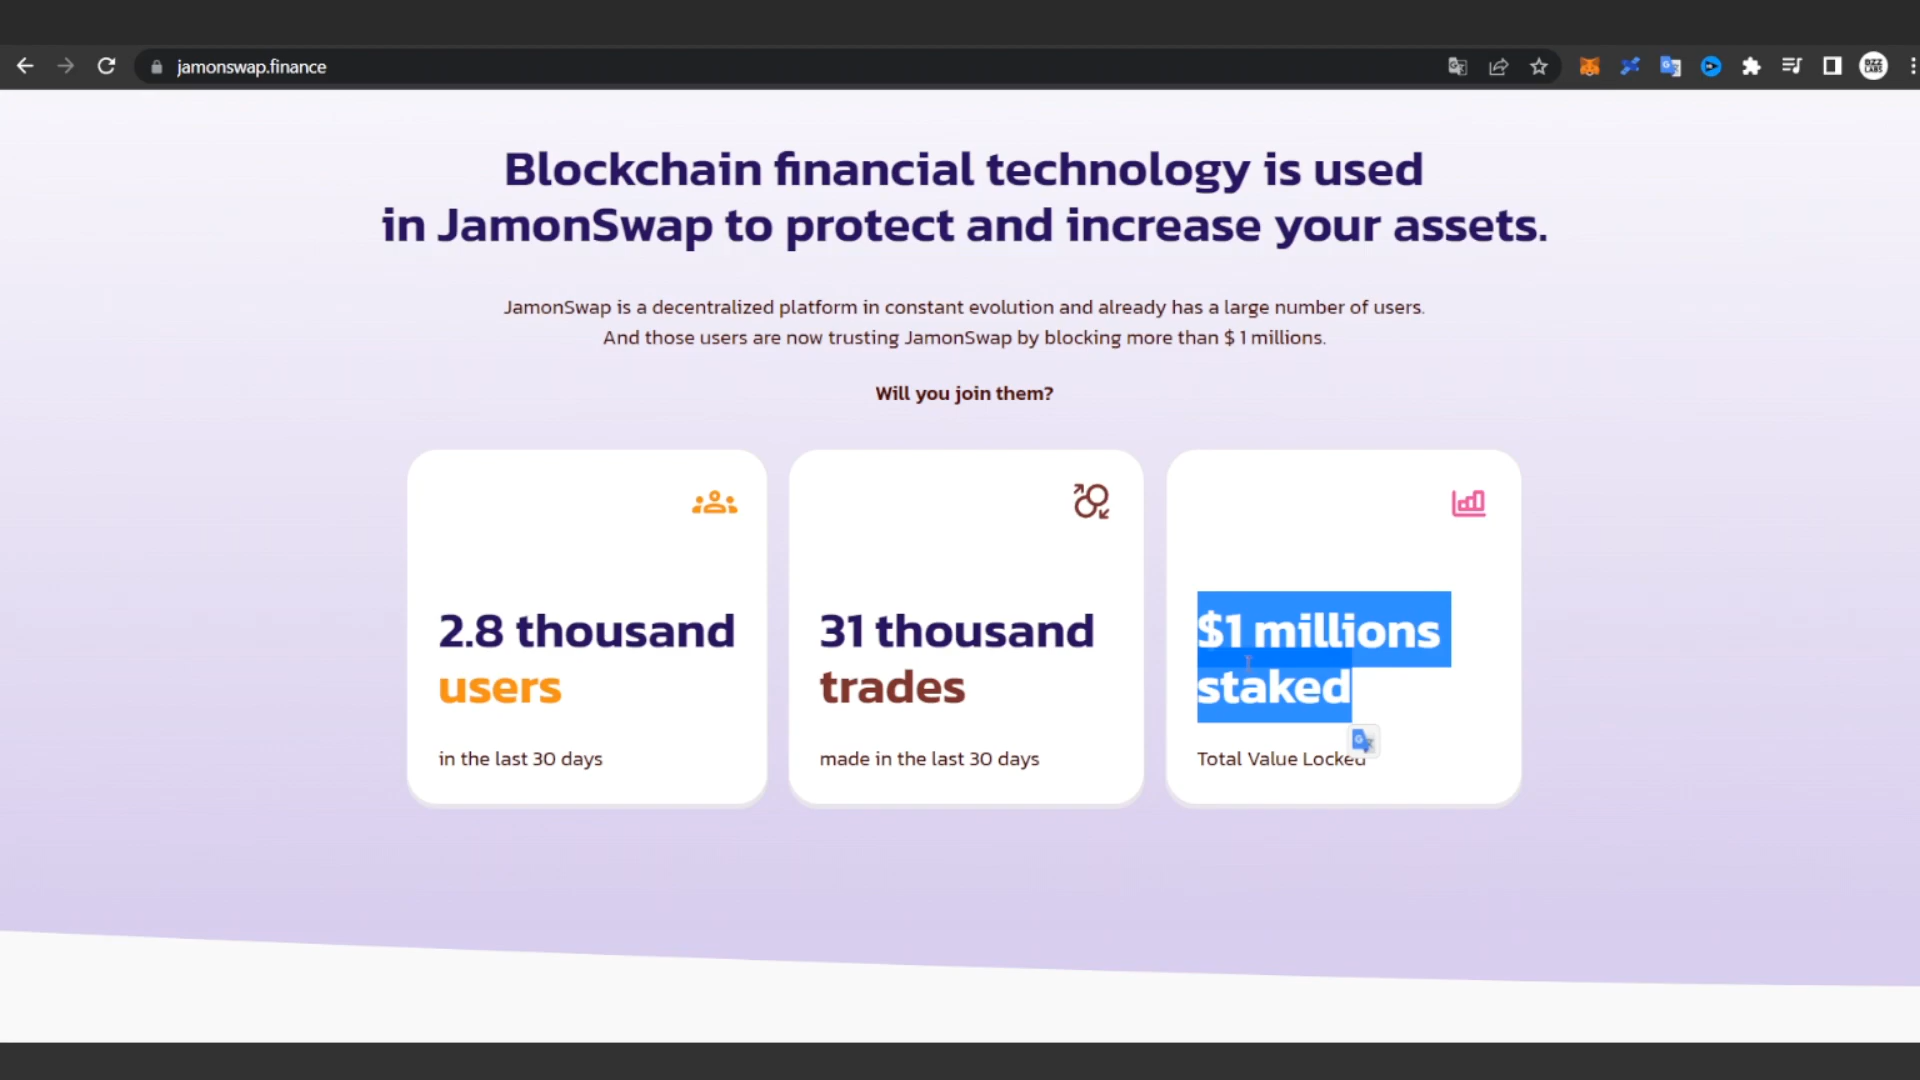 jamonswap.finance
BZZ
LABS
Blockchain financial technology is used
in JamonSwap to protect and increase your assets.
JamonSwap is a decentralized platform in constant evolution and already has a large number of users.
And those users are now trusting JamonSwap by blocking more than $ 1 millions.
Will you join them?
2.8 thousand
users
in the last 30 days
31 thousand
trades
made in the last 30 days
$1 millions
staked
Total Value Locked